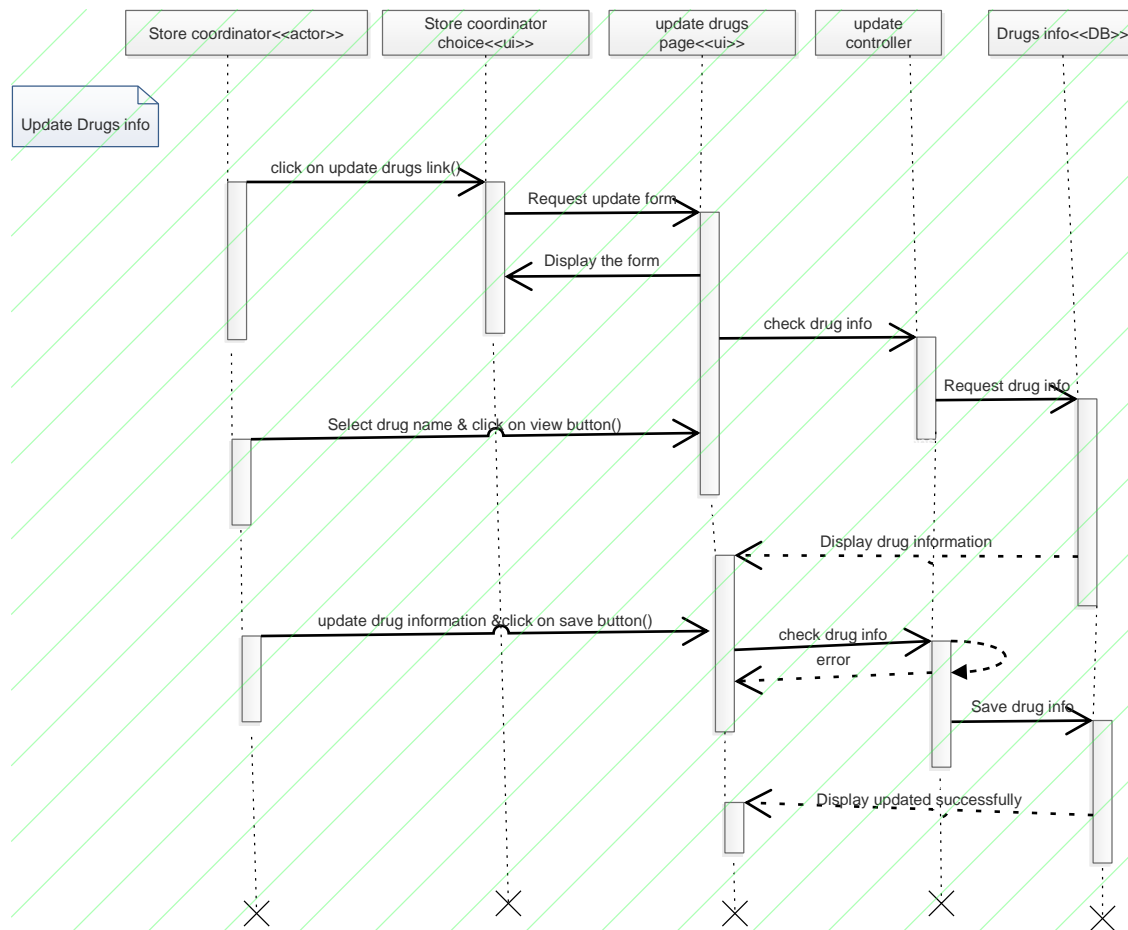 Store coordinator<<actor>>
Store coordinator
choice<<ui>>
update drugs
page<<ui>>
update
controller
Drugs info<<DB>>
Update Drugs info
click on update drugs link()
Request update form
Display the form
check drug info
Request drug info
Select drug name & click on view button()
Display drug information
update drug information &click on save button()
check drug info
error
Save drug info
Display updated successfully